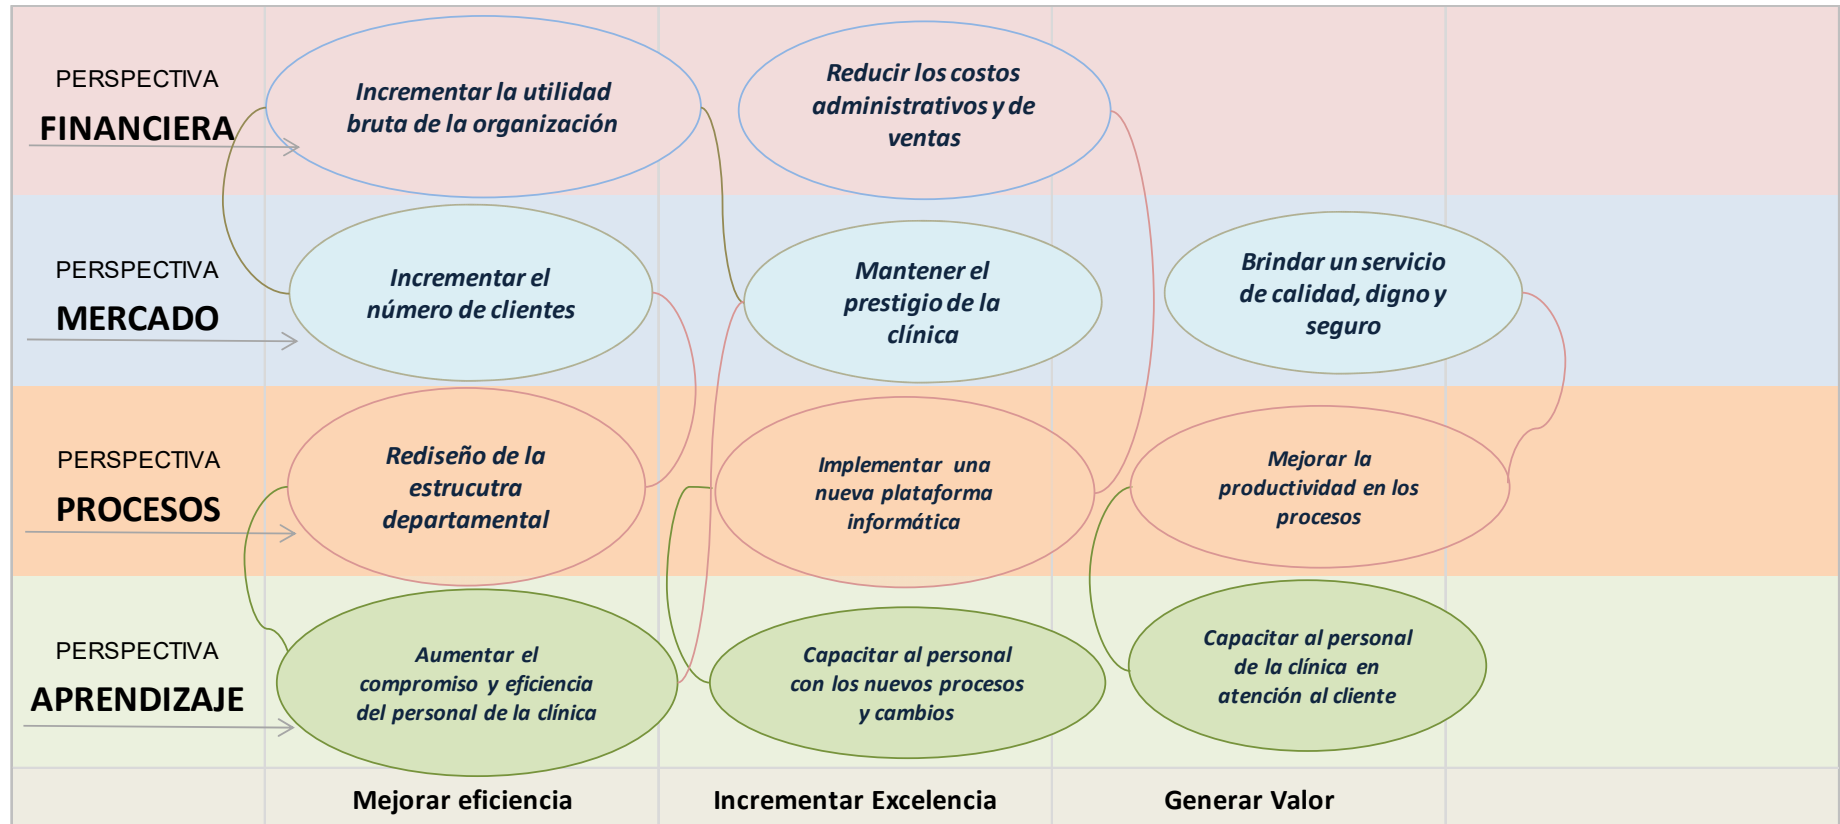 PERSPECTIVA
FINANCIERA
Incrementar la utilidad
bruta de la organización
Reducir los costos
administrativos y de
ventas
PERSPECTIVA
MERCADO
Incrementar el
número de clientes
Mantener el
prestigio de la
clínica
Brindar un servicio
de calidad, digno y
seguro
PERSPECTIVA
PROCESOS
Rediseño de la
estrucutra
departamental
Implementar una
nueva plataforma
informática
Mejorar la
productividad en los
procesos
PERSPECTIVA
APRENDIZAJE
Aumentar el
compromiso y eficiencia
del personal de la clínica
Capacitar al personal
con los nuevos procesos
y cambios
Capacitar al personal
de la clínica en
atención al cliente
Mejorar eficiencia
Incrementar Excelencia
Generar Valor